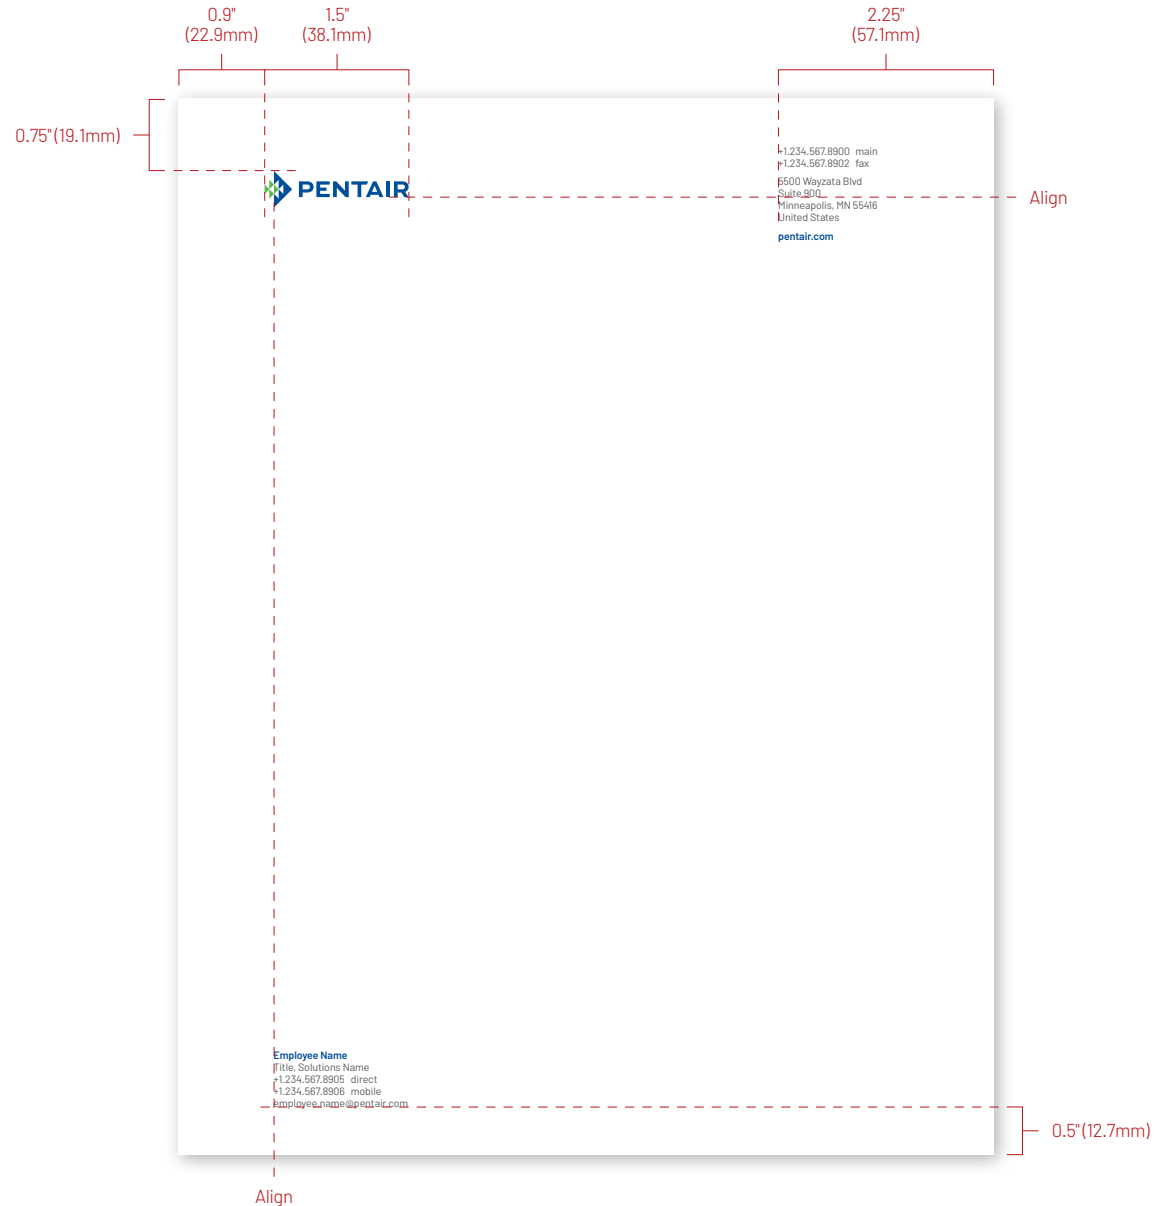 0.9"
(22.9mm)
1.5"
(38.1mm)
2.25"
(57.1mm)
0.75"(19.1mm)
+1.234.567.8900 main
+1.234.567.8902 fax
5500 Wayzata Blvd
Suite 900
Minneapolis, MN 55416
United States
pentair.com
PENTAIR
Align
Employee Name
Title, Solutions Name
+1.234.567.8905 direct
+1.234.567.8906 mobile
employee.name@pentair.com
0.5"(12.7mm)
Align